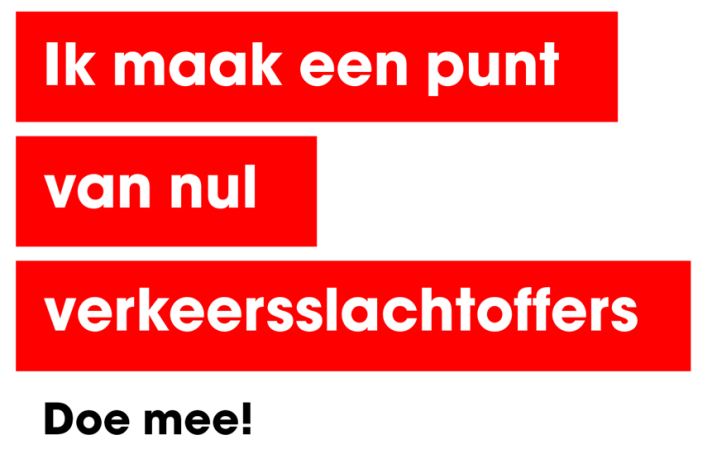 Ik maak een punt
van nul
verkeersslachtoffers
Doe mee!